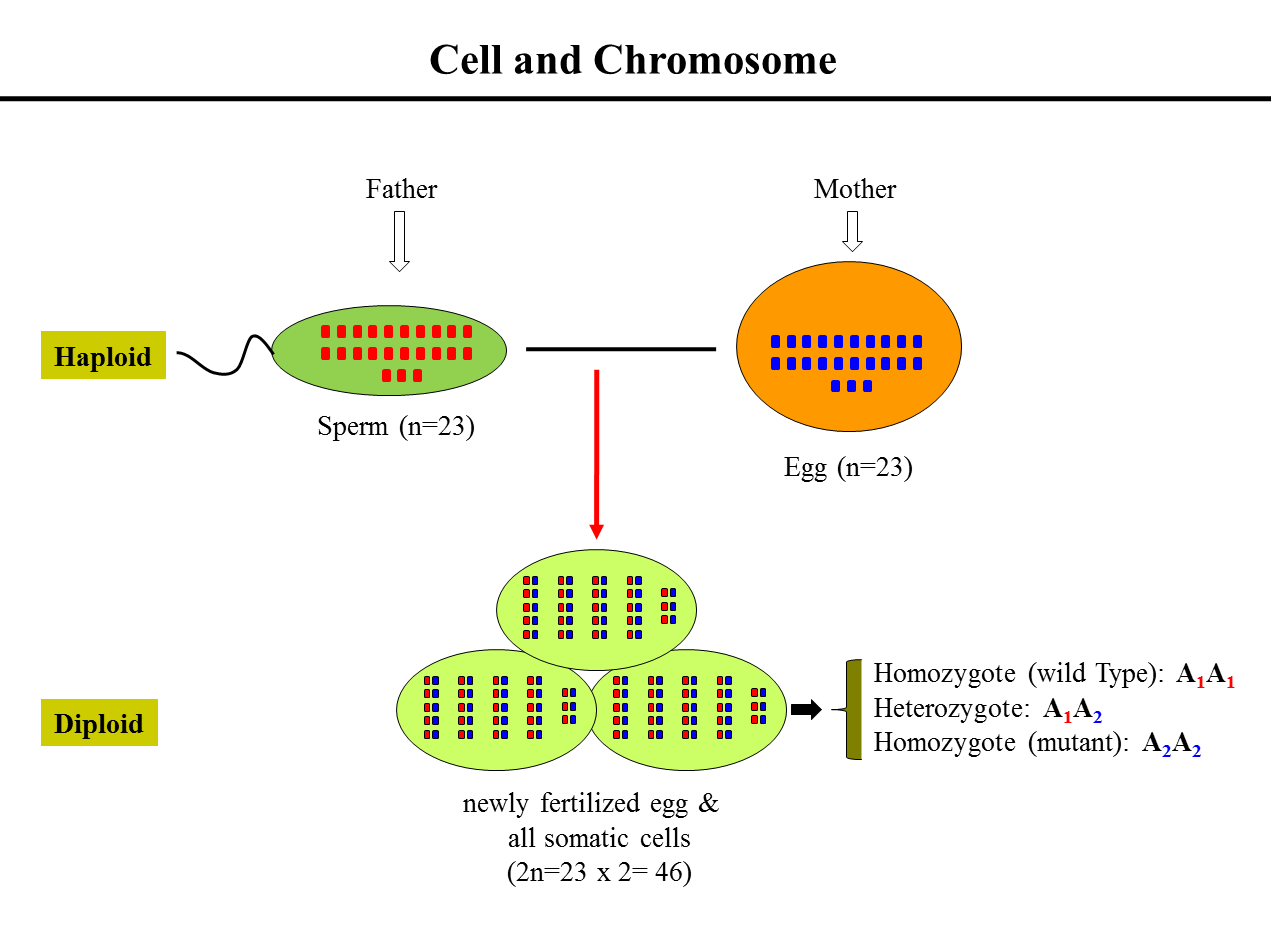 Cell and Chromosome
Father
Mother
Haploid
Sperm (n=23)
Egg (n=23)
Diploid
Homozygote (wild Type): A₁A₁
Heterozygote: A₁A₂
Homozygote (mutant): A₂A₂
newly fertilized egg &
all somatic cells
(2n=23 x 2= 46)